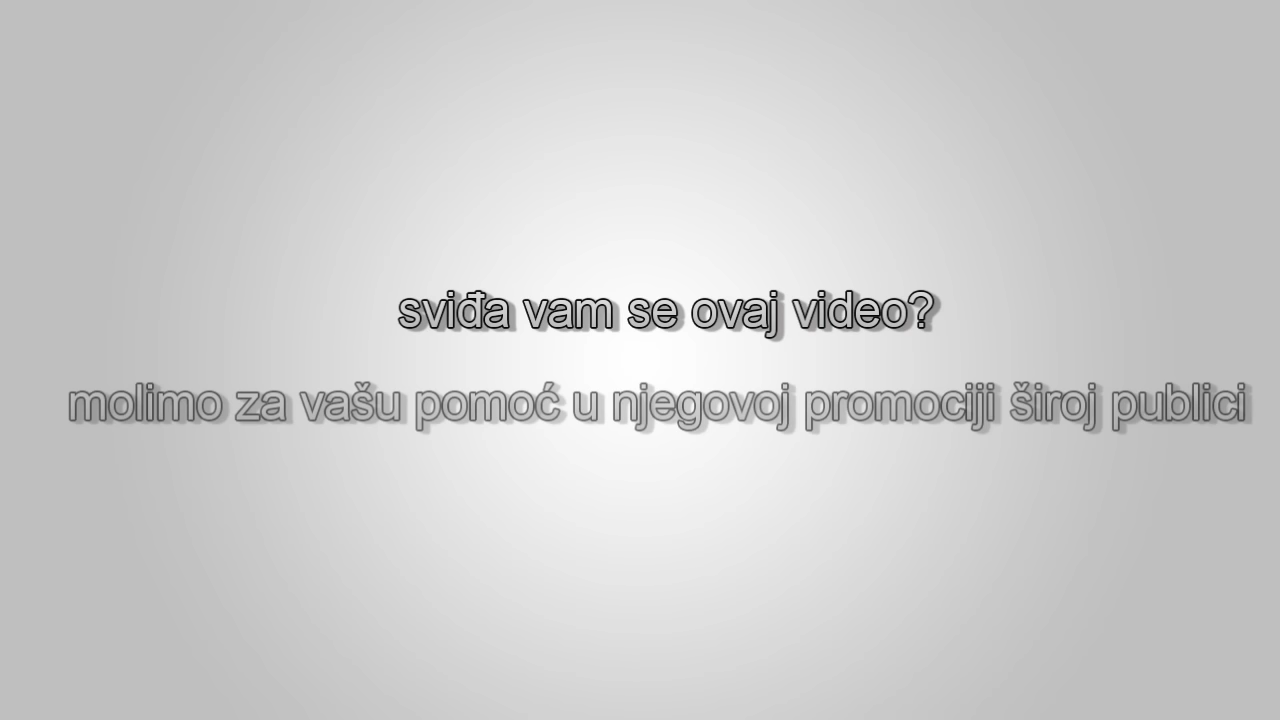 sviđa vam se ovaj video?
molimo za vašu pomoć u njegovoj promociji široj publici